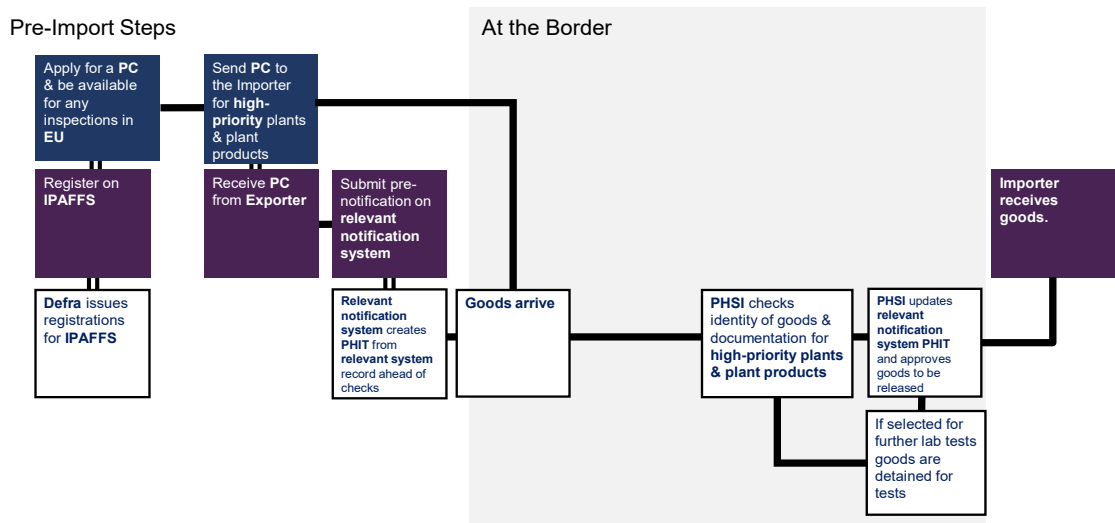 Pre-Import Steps
At the Border
Apply for a PC
& be available
for any
inspections in
EU
Send PC to
the Importer
for high-
priority plants
& plant
products
Register on
IPAFFS
Receive PC
from Exporter
Submit pre-
notification on
relevant
notification
system
Importer
receives
goods.
Defra issues
registrations
for IPAFFS
Relevant
notification
system creates
PHIT from
relevant system
record ahead of
checks
Goods arrive
PHSI checks
identity of goods &
documentation for
high-priority plants
& plant products
PHSI updates
relevant
notification
system PHIT
and approves
goods to be
released
If selected for
further lab tests
goods are
detained for
tests